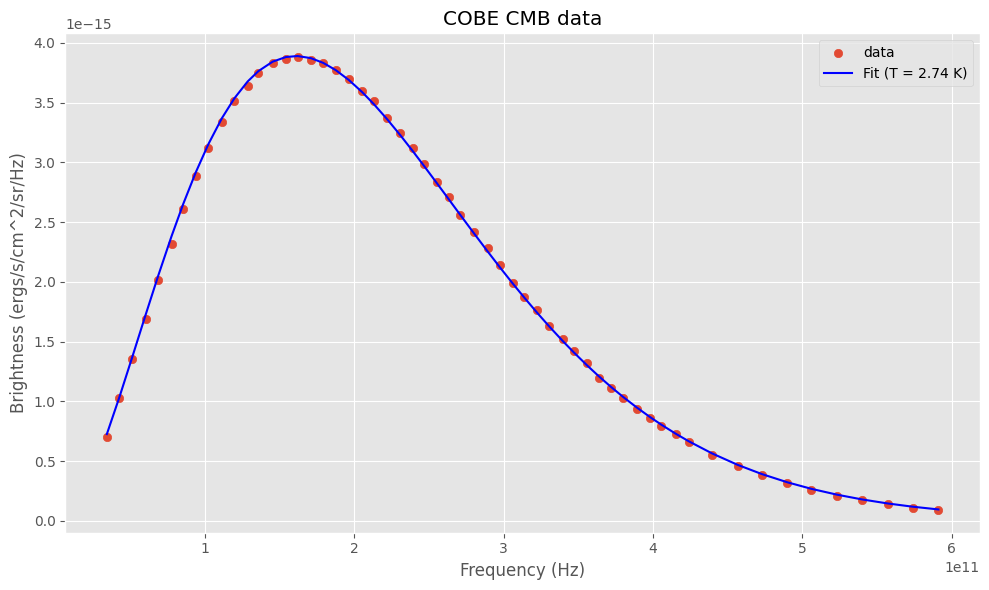 COBE CMB data
1e−15
4.0
3.5
3.0
2.5
2.0
1.5
1.0
0.5
0.0
Brightness (ergs/s/cm^2/sr/Hz)
data
Fit (T = 2.74 K)
1 2 3 4 5 6
1e11
Frequency (Hz)